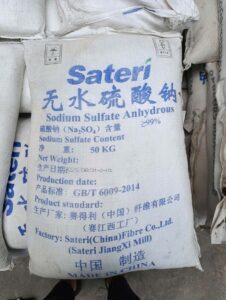 Sateri
无水硫酸钠
Sodium Sulfate Anhydrous
硫酸钠(Na₂SO₄)含量 ≥99%
Sodium Sulfate Content
净 重: 50 KG
Net Weight:
生产日期:
Production date:
产品标准: GB/T 6009-2014
Product standard:
生产厂家: 赛得利(中国)纤维有限公司
(赛江西工厂)
Factory: Sateri(China)Fibre Co.,Ltd.
(Sateri JiangXi Mill)
中国 制造
MADE IN CHINA